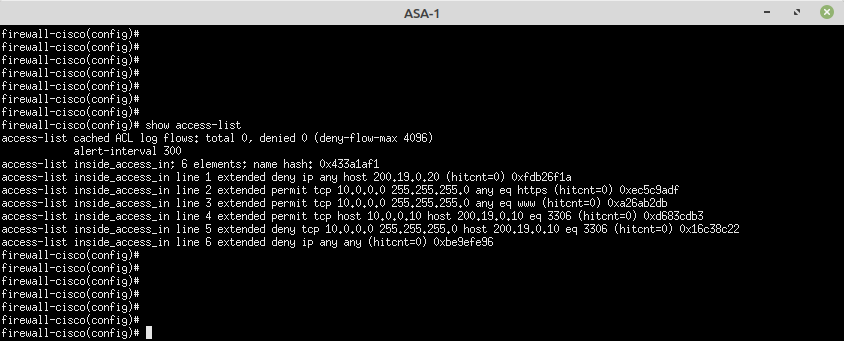 ASA-1
firewall-cisco(config)#
firewall-cisco(config)#
firewall-cisco(config)#
firewall-cisco(config)#
firewall-cisco(config)#
firewall-cisco(config)#
firewall-cisco(config)#
firewall-cisco(config)# show access-list
access-list cached ACL log flows: total 0, denied 0 (deny-flow-max 4096)
alert-interval 300
access-list inside_access_in; 6 elements; name hash: 0x433a1af1
access-list inside_access_in line 1 extended deny ip any host 200.19.0.20 (hitcnt=0) 0xfdb26f1a
access-list inside_access_in line 2 extended permit tcp 10.0.0.0 255.255.255.0 any eq https (hitcnt=0) 0xec5c9adf
access-list inside_access_in line 3 extended permit tcp 10.0.0.0 255.255.255.0 any eq www (hitcnt=0) 0xa26ab2db
access-list inside_access_in line 4 extended permit tcp host 10.0.0.10 host 200.19.0.10 eq 3306 (hitcnt=0) 0xd683cdb3
access-list inside_access_in line 5 extended deny tcp 10.0.0.0 255.255.255.0 host 200.19.0.10 eq 3306 (hitcnt=0) 0x16c38c22
access-list inside_access_in line 6 extended deny ip any any (hitcnt=0) 0xbe9efe96
firewall-cisco(config)#
firewall-cisco(config)#
firewall-cisco(config)#
firewall-cisco(config)#
firewall-cisco(config)#
firewall-cisco(config)#
firewall-cisco(config)#